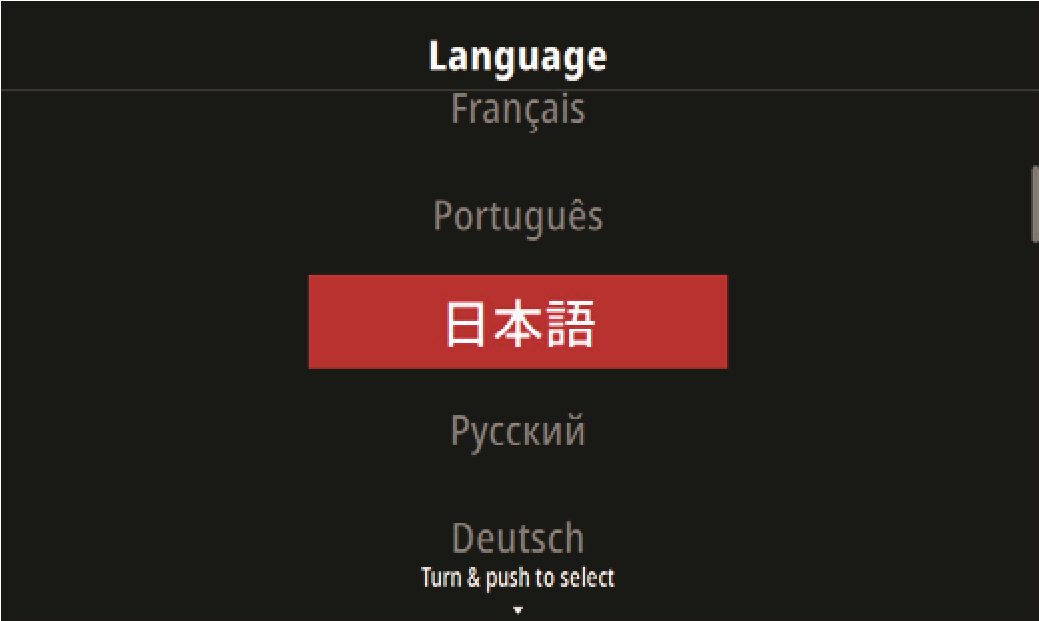 Language
Français
Português
日本語
Русский
Deutsch
Turn & push to select